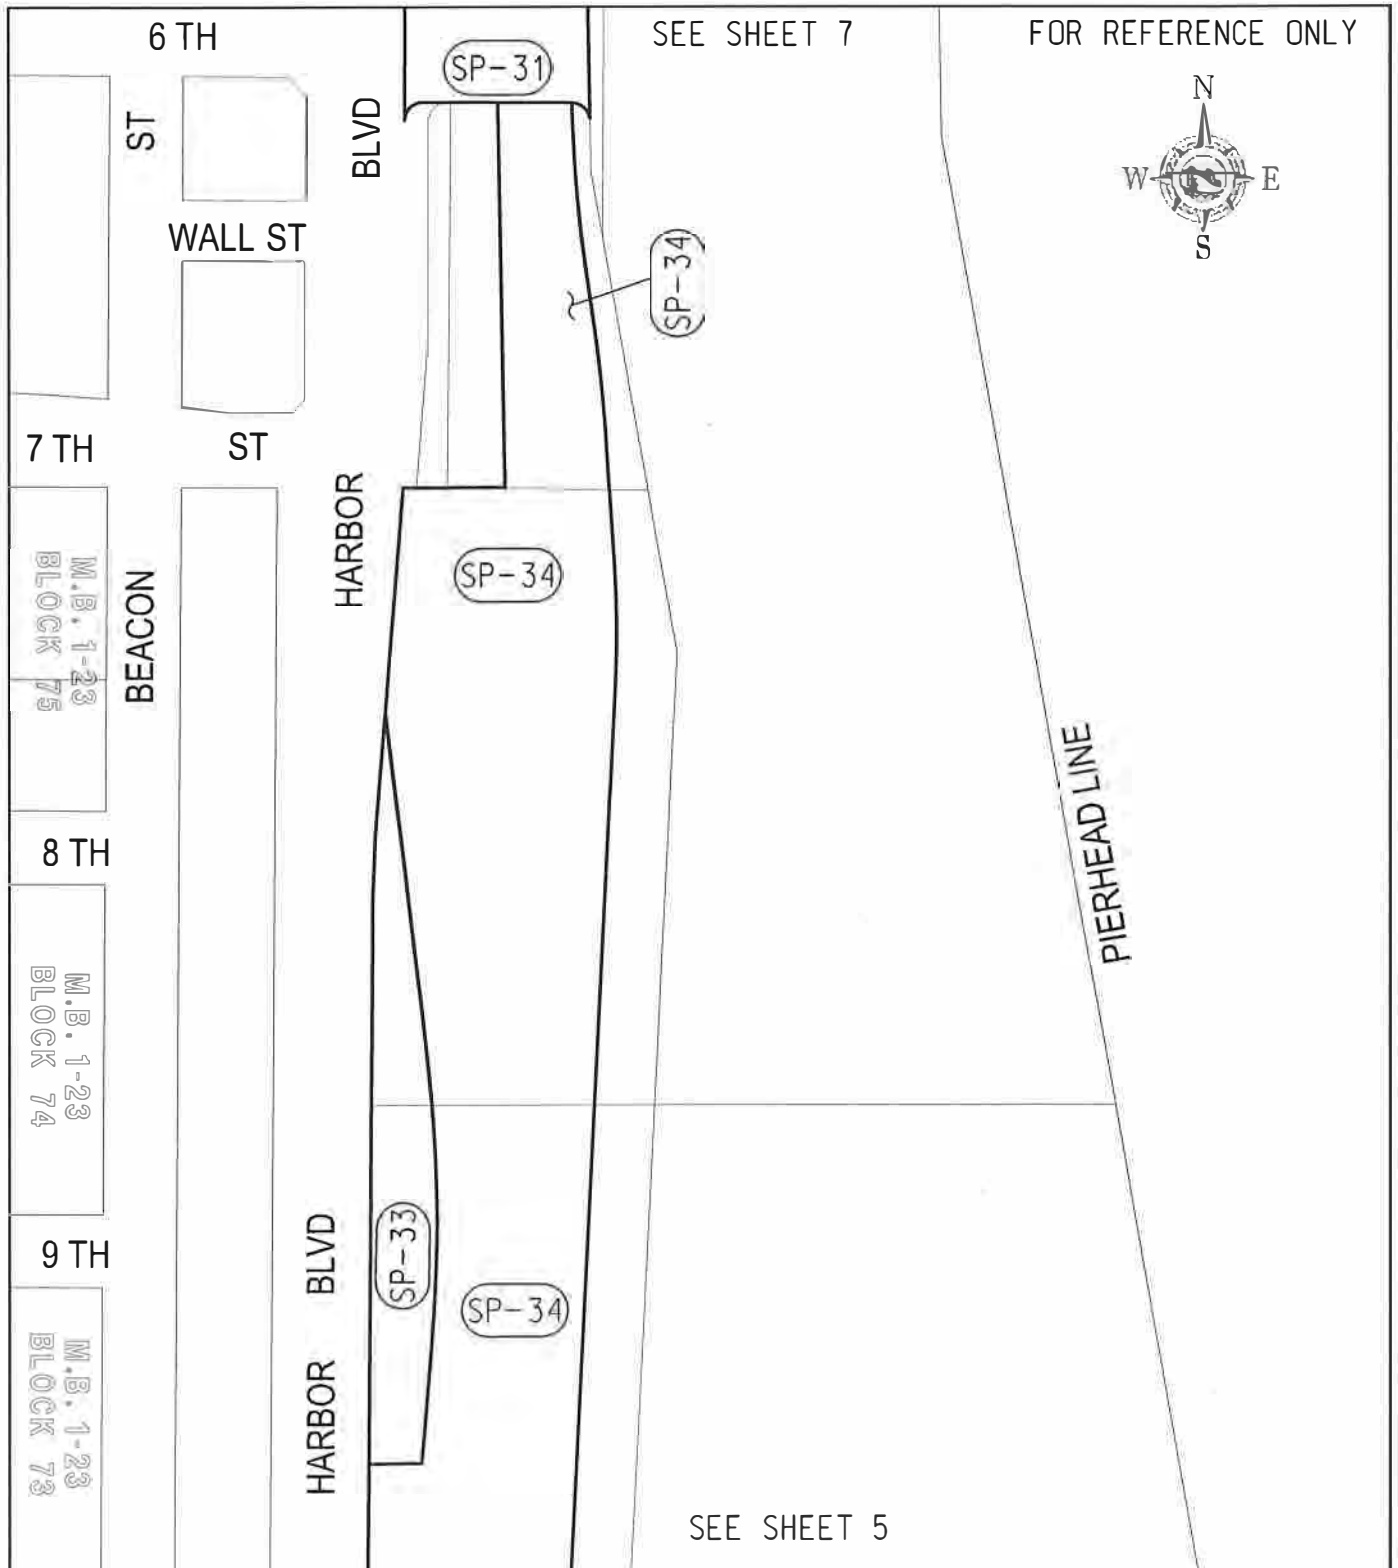 6 TH
SEE SHEET 7
FOR REFERENCE ONLY
SP-31
N
W
E
S
ST
BLVD
WALL ST
SP-34
7 TH
ST
HARBOR
SP-34
M.B. 1-23
BLOCK 75
BEACON
PIERHEAD LINE
8 TH
M.B. 1-23
BLOCK 74
SP-33
BLVD
9 TH
SP-34
HARBOR
M.B. 1-23
BLOCK 73
SEE SHEET 5